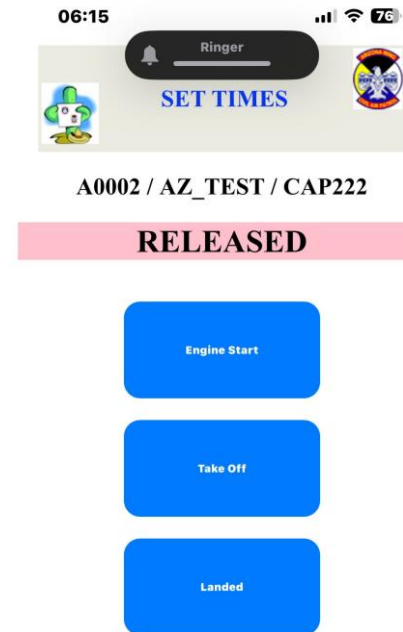 06:15
76
Ringer
SET TIMES
A0002 / AZ_TEST / CAP222
RELEASED
Engine Start
Take Off
Landed